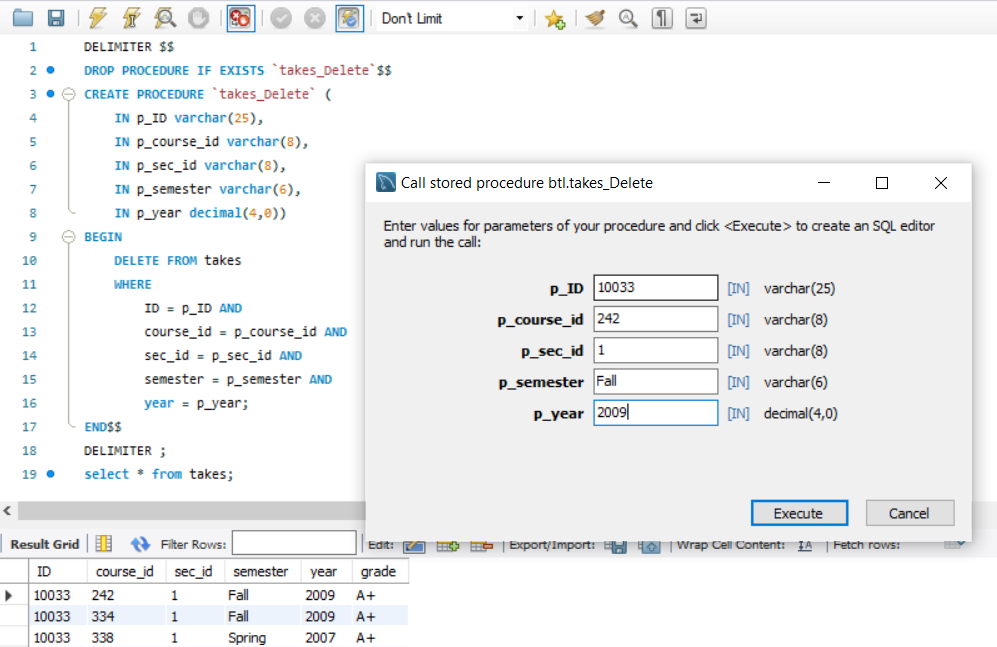 Don't Limit
1 DELIMITER $$
2 DROP PROCEDURE IF EXISTS `takes_Delete`$$
3 CREATE PROCEDURE `takes_Delete` (
4 IN p_ID varchar(25),
5 IN p_course_id varchar(8),
6 IN p_sec_id varchar(8),
7 IN p_semester varchar(6),
8 IN p_year decimal(4,0))
9 BEGIN
10 DELETE FROM takes
11 WHERE
12 ID = p_ID AND
13 course_id = p_course_id AND
14 sec_id = p_sec_id AND
15 semester = p_semester AND
16 year = p_year;
17 END$$
18 DELIMITER ;
19 select * from takes;
Call stored procedure btl.takes_Delete
Enter values for parameters of your procedure and click <Execute> to create an SQL editor
and run the call:
p_ID 10033 [IN] varchar(25)
p_course_id 242 [IN] varchar(8)
p_sec_id 1 [IN] varchar(8)
p_semester Fall [IN] varchar(6)
p_year 2009 [IN] decimal(4,0)
Execute Cancel
Result Grid Filter Rows: Edit: Export/Import: Wrap Cell Content: IA Fetch rows:
ID course_id sec_id semester year grade
10033 242 1 Fall 2009 A+
10033 334 1 Fall 2009 A+
10033 338 1 Spring 2007 A+